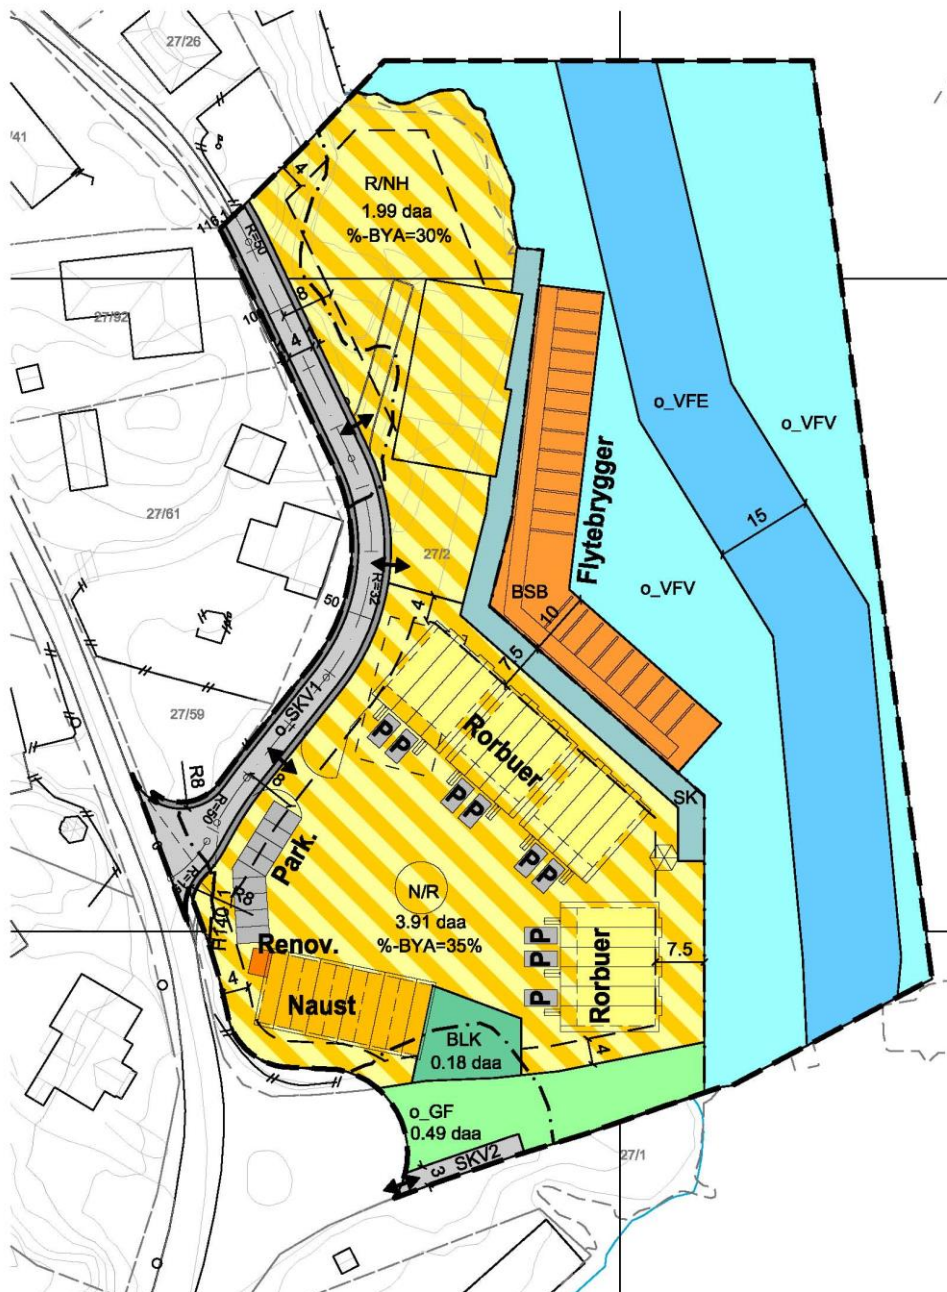 27/26
/41
R/NH
1.99 daa
%-BYA=30%
4
R=50
27/92
8
10
4
o_VFE
o_VFV
Flytebrygger
15
27/61
27/2
R=32
50
BSB
o_VFV
10
4
7.5
27/59
o_SKV1
Rorbuer
P
P
R8
8
SK
R=50
P
P
Park.
P
P
N/R
3.91 daa
%-BYA=35%
R8
H140_1
Renov.
P
P
P
Rorbuer
7.5
4
Naust
BLK
0.18 daa
4
o_GF
0.49 daa
SKV2
3
27/1